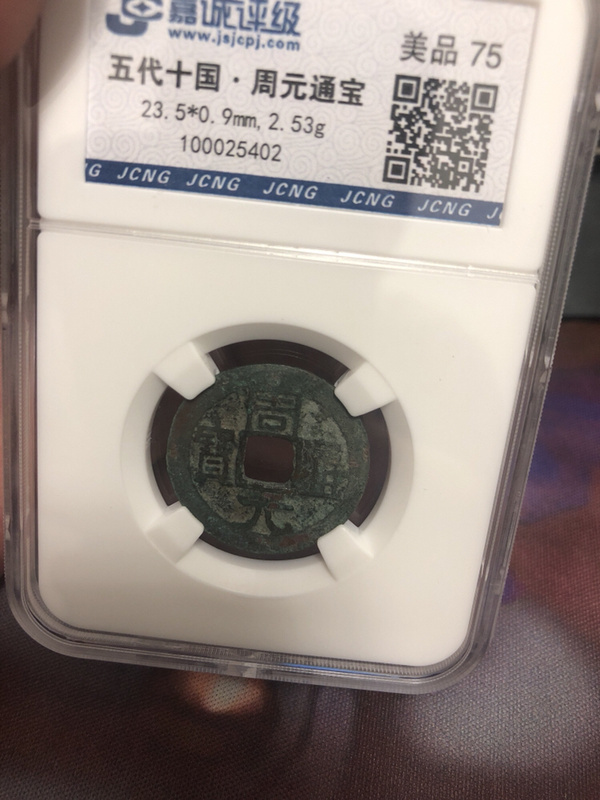 嘉诚评级
www.jsjcpj.com
美品 75
五代十国·周元通宝
23.5*0.9mm, 2.53g
100025402
JCNG JCNG JCNG JCNG JCNG
周
元
通
寶